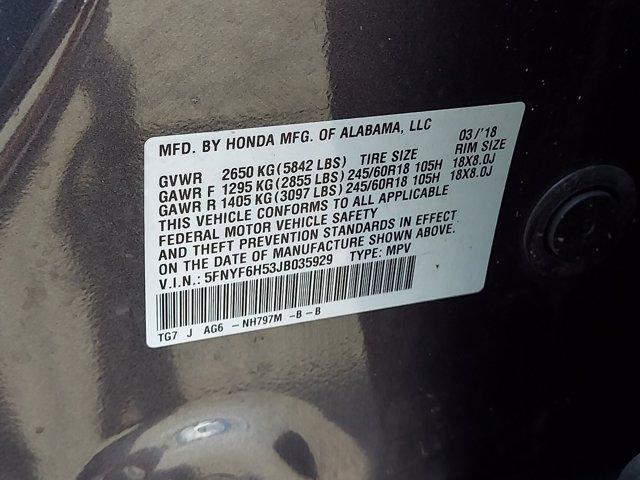 MFD. BY HONDA MFG. OF ALABAMA, LLC 03/'18
GVWR 2650 KG(5842 LBS) TIRE SIZE RIM SIZE
GAWR F 1295 KG(2855 LBS) 245/60R18 105H 18X8.0J
GAWR R 1405 KG(3097 LBS) 245/60R18 105H 18X8.0J
THIS VEHICLE CONFORMS TO ALL APPLICABLE
FEDERAL MOTOR VEHICLE SAFETY
AND THEFT PREVENTION STANDARDS IN EFFECT
ON THE DATE OF MANUFACTURE SHOWN ABOVE.
V.I.N.: 5FNYF6H53JB035929 TYPE: MPV
TG7 J AG6 -NH797M -B-B